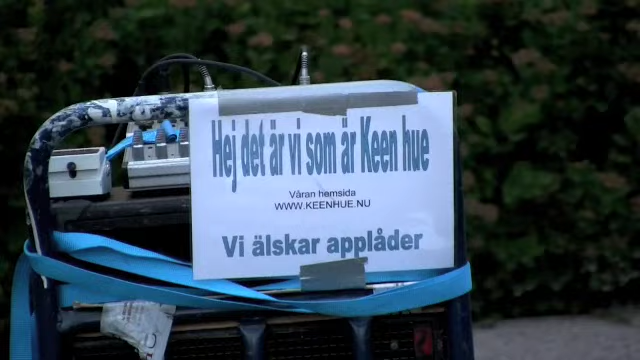 Hej det är vi som är Keen hue
Våran hemsida
WWW.KEENHUE.NU
Vi älskar applåder